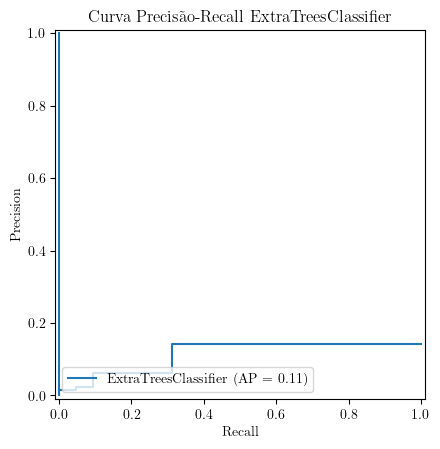 Curva Precisão-Recall ExtraTreesClassifier
1.0
0.8
0.6
0.4
0.2
0.0
Precision
ExtraTreesClassifier (AP = 0.11)
0.0 0.2 0.4 0.6 0.8 1.0
Recall